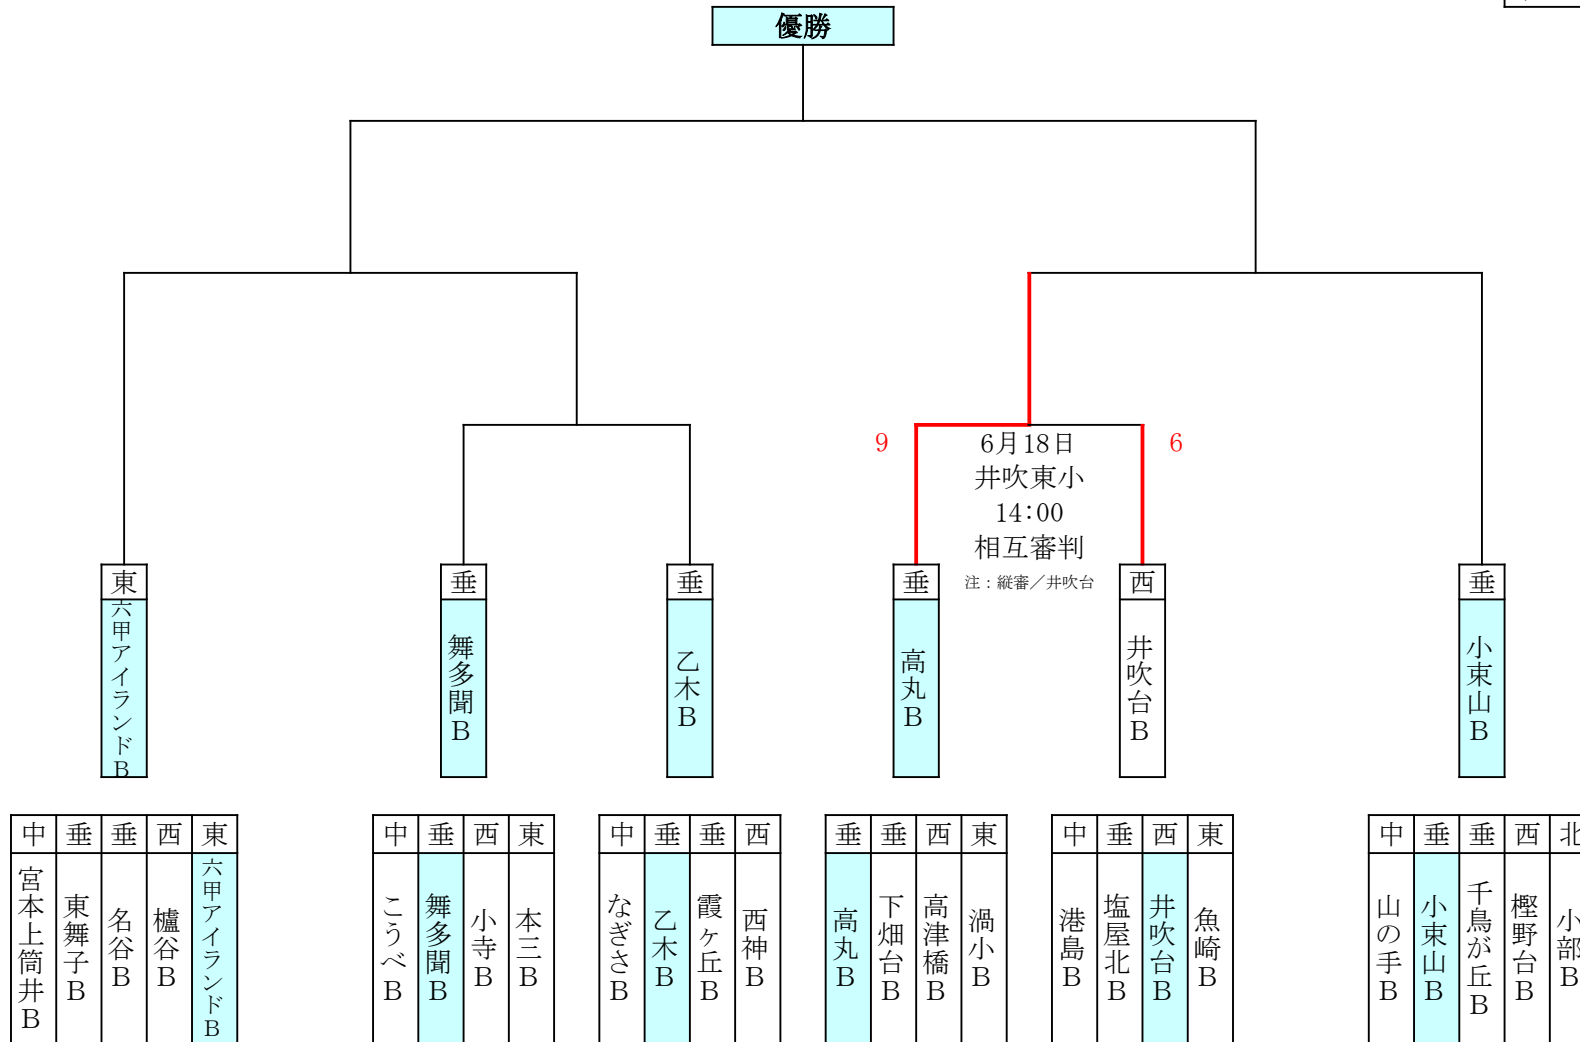 優勝
9
6月18日
6
井吹東小
14:00
相互審判
注：縦審／井吹台
東
垂
垂
垂
西
垂
六甲アイランドB
舞多聞B
乙木B
高丸B
井吹台B
小束山B
中
垂
垂
西
東
中
垂
西
東
中
垂
垂
西
垂
垂
西
東
中
垂
西
東
中
垂
垂
西
北
宮本上筒井B
東舞子B
名谷B
櫨谷B
六甲アイランドB
こうべB
舞多聞B
小寺B
本三B
なぎさB
乙木B
霞ヶ丘B
西神B
高丸B
下畑台B
高津橋B
渦小B
港島B
塩屋北B
井吹台B
魚崎B
山の手B
小束山B
千鳥が丘B
樫野台B
小部B